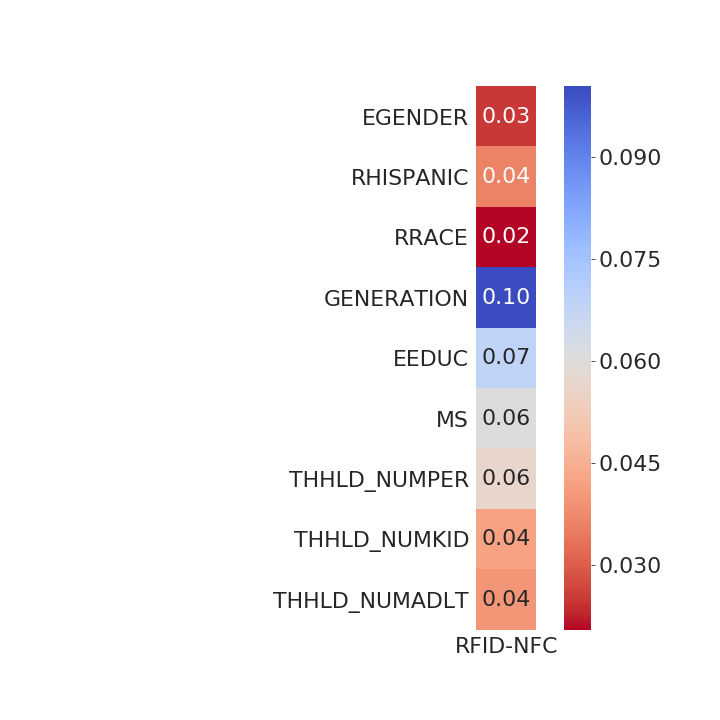 EGENDER 0.03
RHISPANIC 0.04
RRACE 0.02
GENERATION 0.10
EEDUC 0.07
MS 0.06
THHLD_NUMPER 0.06
THHLD_NUMKID 0.04
THHLD_NUMADLT 0.04
RFID-NFC
0.090
0.075
0.060
0.045
0.030